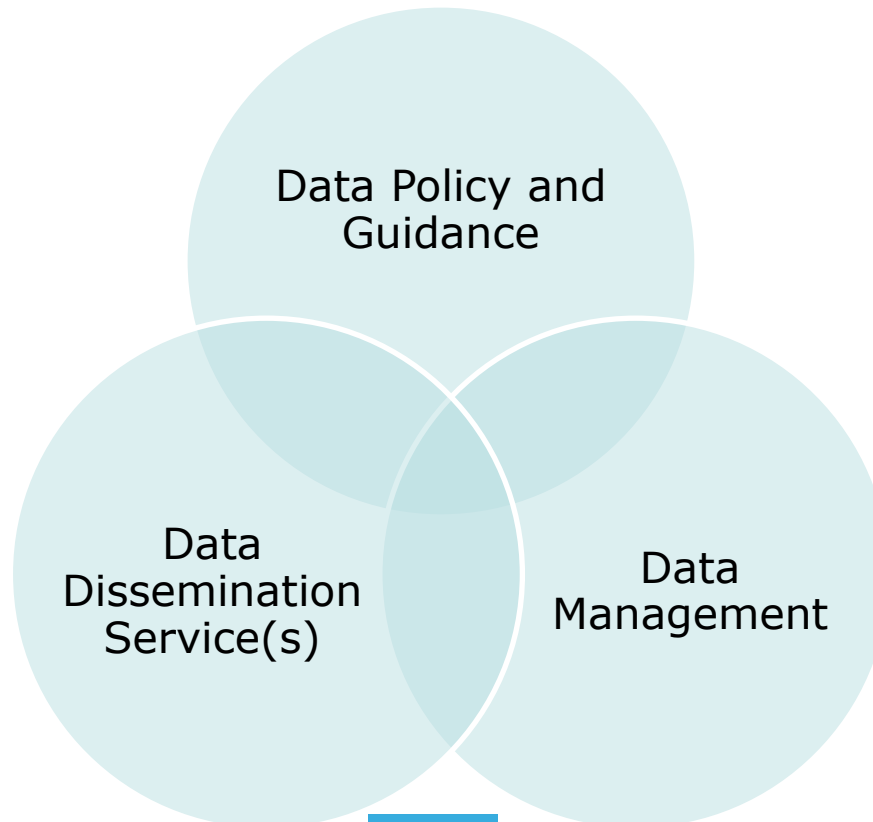 Data Policy and
Guidance
Data
Dissemination
Service(s)
Data
Management